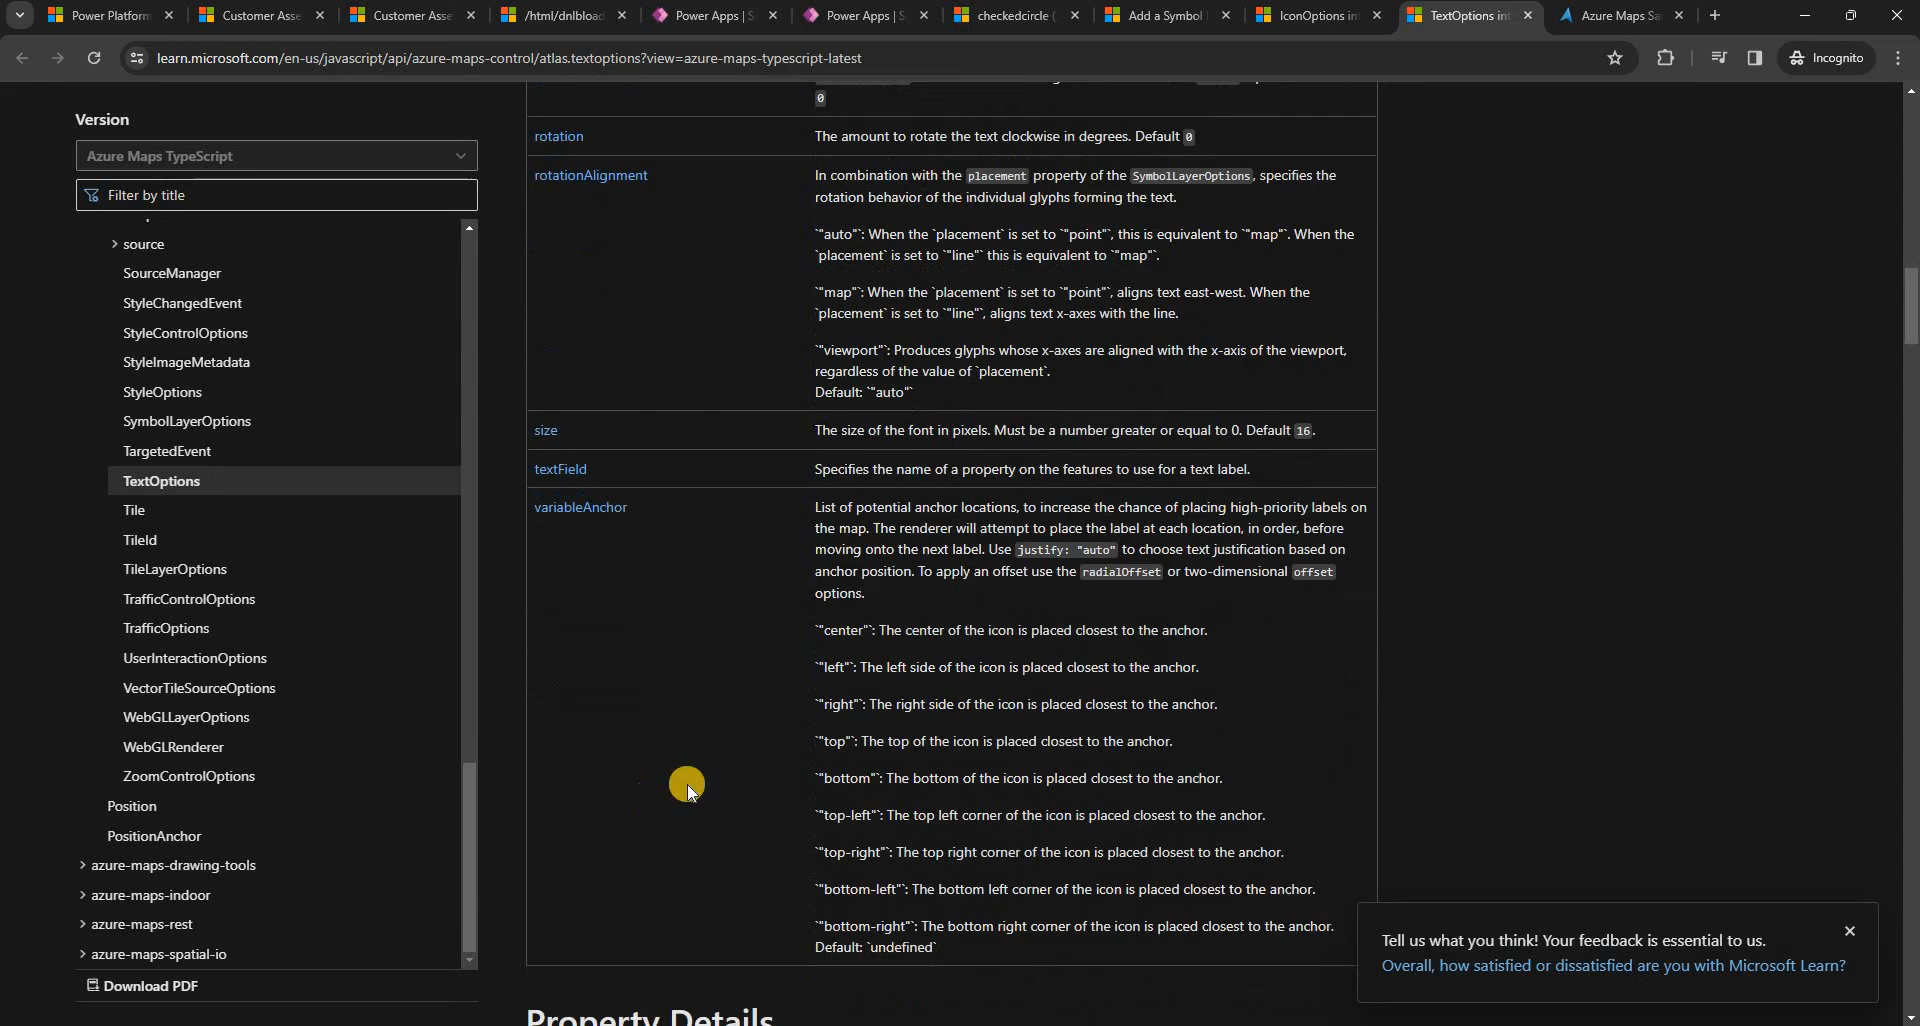 Power Platform
Customer Asse
Customer Asse
/html/dnlbload
Power Apps | S
Power Apps | S
checkedcircle (
Add a Symbol
IconOptions in
TextOptions in
Azure Maps Sa
learn.microsoft.com/en-us/javascript/api/azure-maps-control/atlas.textoptions?view=azure-maps-typescript-latest
Incognito
Version
Azure Maps TypeScript
Filter by title
source
SourceManager
StyleChangedEvent
StyleControlOptions
StyleImageMetadata
StyleOptions
SymbolLayerOptions
TargetedEvent
TextOptions
Tile
TileId
TileLayerOptions
TrafficControlOptions
TrafficOptions
UserInteractionOptions
VectorTileSourceOptions
WebGLLayerOptions
WebGLRenderer
ZoomControlOptions
Position
PositionAnchor
azure-maps-drawing-tools
azure-maps-indoor
azure-maps-rest
azure-maps-spatial-io
Download PDF
0
rotation
The amount to rotate the text clockwise in degrees. Default 0
rotationAlignment
In combination with the placement property of the SymbolLayerOptions, specifies the
rotation behavior of the individual glyphs forming the text.
`"auto"`: When the `placement` is set to `"point"`, this is equivalent to `"map"`. When the
`placement` is set to `"line"` this is equivalent to `"map"`.
`"map"`: When the `placement` is set to `"point"`, aligns text east-west. When the
`placement` is set to `"line"`, aligns text x-axes with the line.
`"viewport"`: Produces glyphs whose x-axes are aligned with the x-axis of the viewport,
regardless of the value of `placement`.
Default: `"auto"`
size
The size of the font in pixels. Must be a number greater or equal to 0. Default 16.
textField
Specifies the name of a property on the features to use for a text label.
variableAnchor
List of potential anchor locations, to increase the chance of placing high-priority labels on
the map. The renderer will attempt to place the label at each location, in order, before
moving onto the next label. Use justify: "auto" to choose text justification based on
anchor position. To apply an offset use the radialOffset or two-dimensional offset
options.
`"center"`: The center of the icon is placed closest to the anchor.
`"left"`: The left side of the icon is placed closest to the anchor.
`"right"`: The right side of the icon is placed closest to the anchor.
`"top"`: The top of the icon is placed closest to the anchor.
`"bottom"`: The bottom of the icon is placed closest to the anchor.
`"top-left"`: The top left corner of the icon is placed closest to the anchor.
`"top-right"`: The top right corner of the icon is placed closest to the anchor.
`"bottom-left"`: The bottom left corner of the icon is placed closest to the anchor.
`"bottom-right"`: The bottom right corner of the icon is placed closest to the anchor.
Default: `undefined`
Property Details
Tell us what you think! Your feedback is essential to us.
Overall, how satisfied or dissatisfied are you with Microsoft Learn?